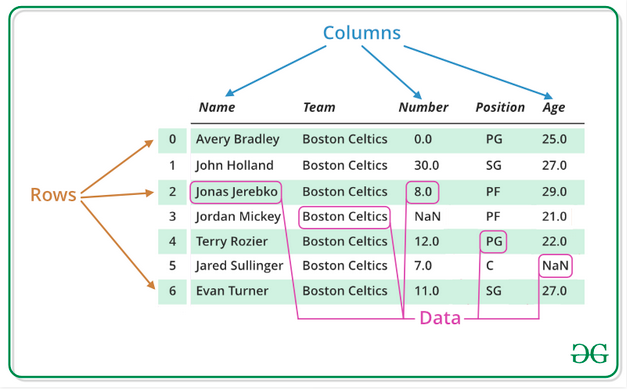 Columns
Name Team Number Position Age
0 Avery Bradley Boston Celtics 0.0 PG 25.0
1 John Holland Boston Celtics 30.0 SG 27.0
Rows
2 Jonas Jerebko Boston Celtics 8.0 PF 29.0
3 Jordan Mickey Boston Celtics NaN PF 21.0
4 Terry Rozier Boston Celtics 12.0 PG 22.0
5 Jared Sullinger Boston Celtics 7.0 C NaN
6 Evan Turner Boston Celtics 11.0 SG 27.0
Data